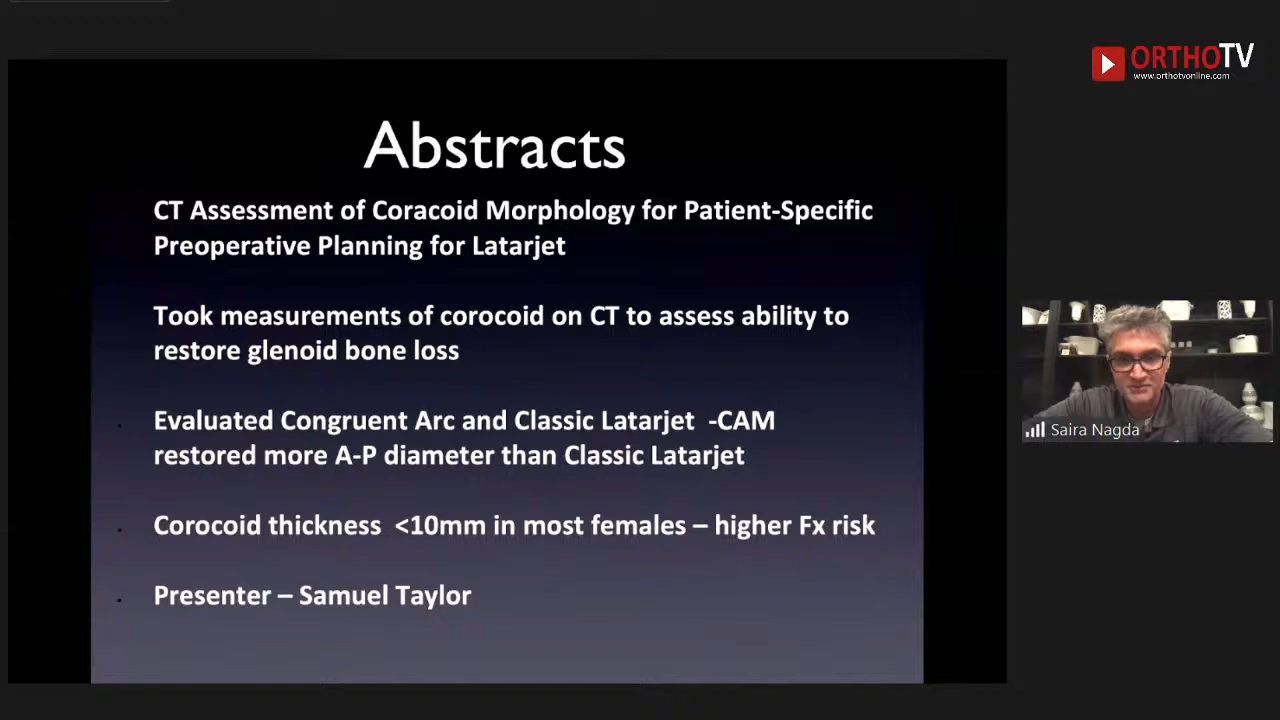 ORTHOTV
www.orthotvonline.com
Abstracts
CT Assessment of Coracoid Morphology for Patient-Specific
Preoperative Planning for Latarjet
Took measurements of corocoid on CT to assess ability to
restore glenoid bone loss
Evaluated Congruent Arc and Classic Latarjet -CAM
restored more A-P diameter than Classic Latarjet
Corocoid thickness <10mm in most females – higher Fx risk
Presenter – Samuel Taylor
Saira Nagda